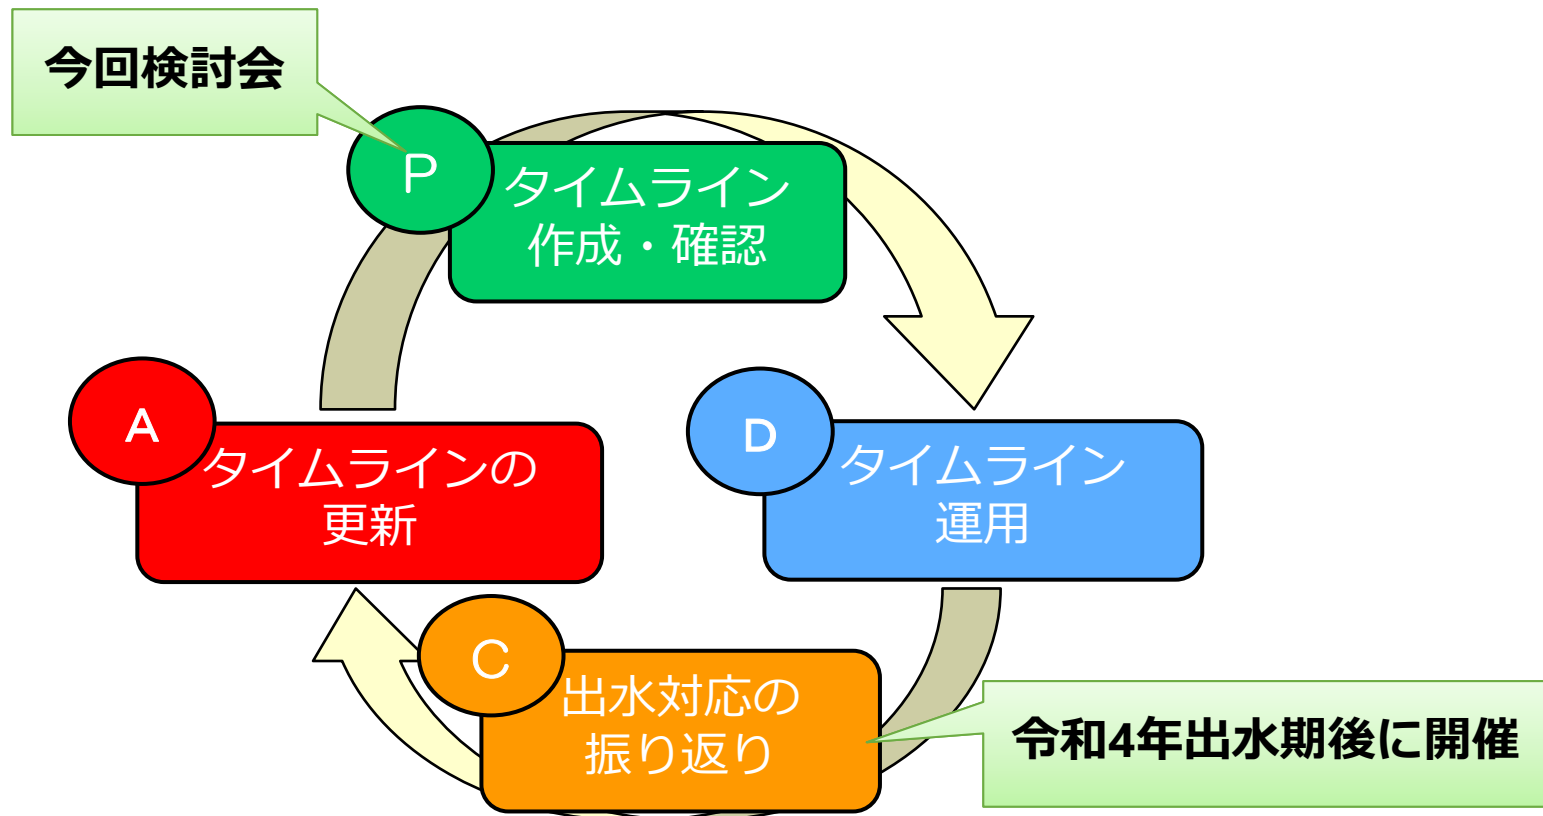 今回検討会
P
タイムライン
作成・確認
A
タイムラインの
更新
D
タイムライン
運用
C
出水対応の
振り返り
令和4年出水期後に開催